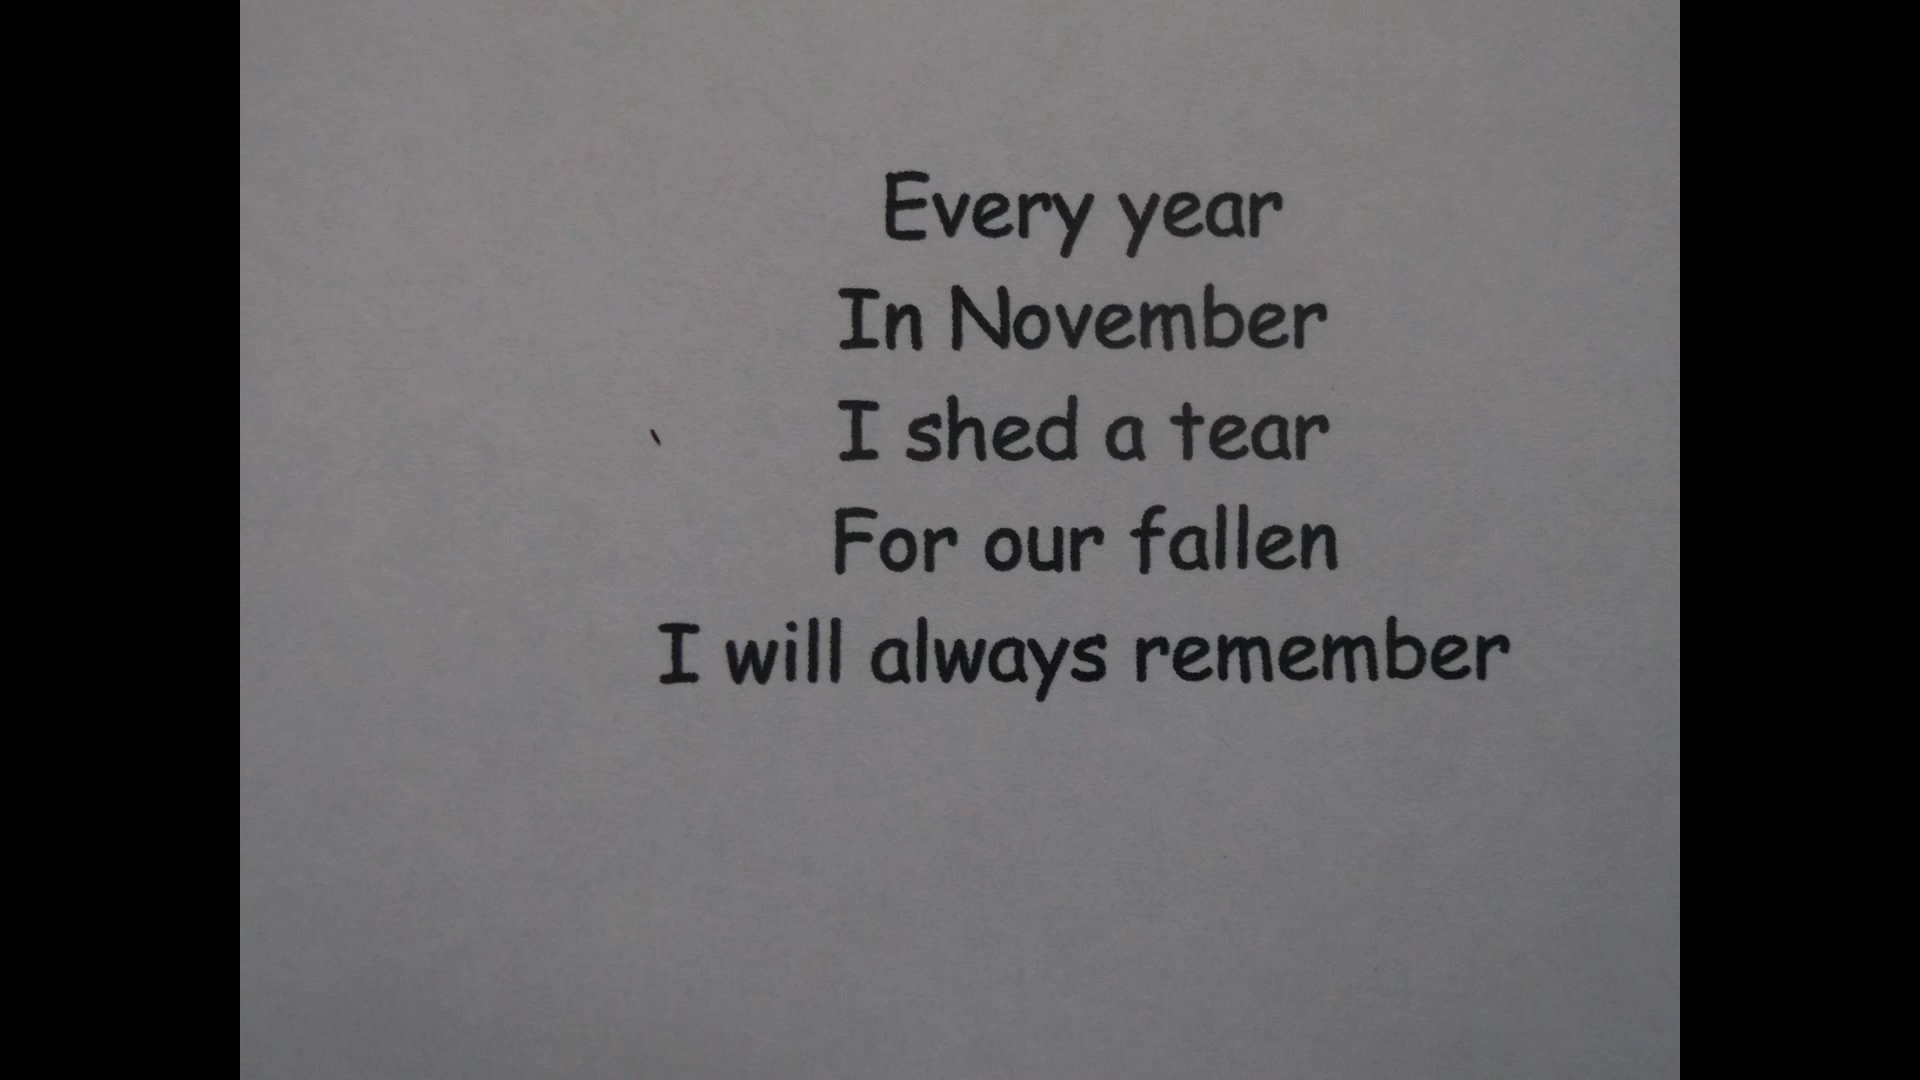 Every year
In November
I shed a tear
For our fallen
I will always remember